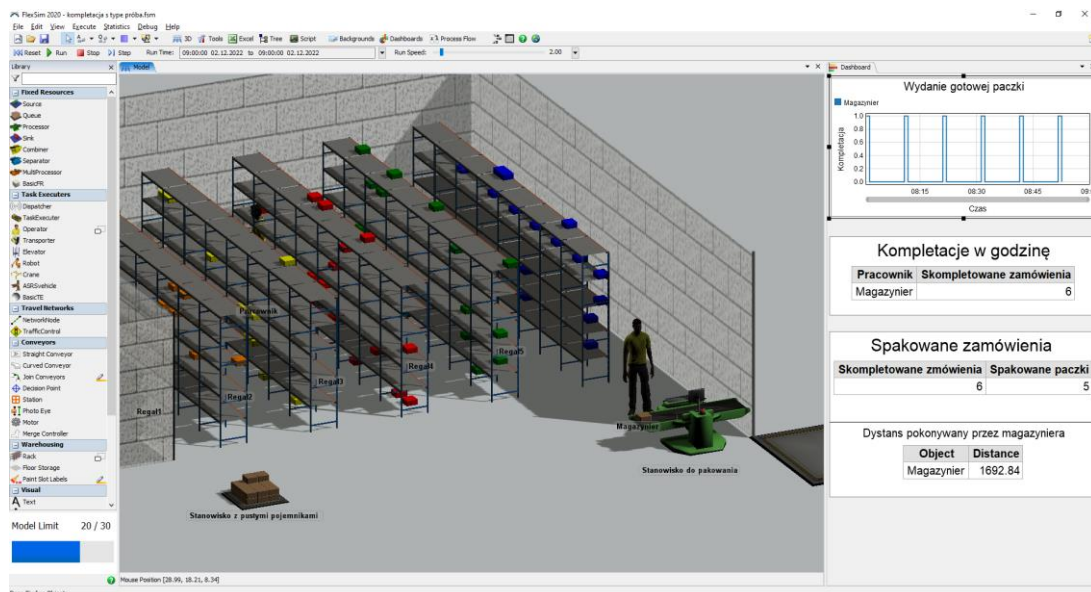 FlexSim 2020 - kompletacja s type próba.fsm
File Edit View Execute Statistics Debug Help
3D Tools Excel Tree Script Backgrounds Dashboards Process Flow
Reset Run Stop Step Run Time: 09:00:00 02.12.2022 to 09:00:00 02.12.2022 Run Speed: 2.00
Library
Model
Dashboard
Fixed Resources
Source
Queue
Processor
Sink
Combiner
Separator
MultiProcessor
BasicFR
Task Executers
Dispatcher
TaskExecuter
Operator
Transporter
Elevator
Robot
Crane
ASRSvehicle
BasicTE
Travel Networks
NetworkNode
TrafficControl
Conveyors
Straight Conveyor
Curved Conveyor
Join Conveyors
Decision Point
Station
Photo Eye
Motor
Merge Controller
Warehousing
Rack
Floor Storage
Paint Slot Labels
Visual
Text
Model Limit 20 / 30
Pracownik
Regal1
Regal2
Regal3
Regal4
Regal5
Magazynier
Stanowisko do pakowania
Stanowisko z pustymi pojemnikami
Mouse Position [28.99, 18.21, 8.34]
Wydanie gotowej paczki
Magazynier
Kompletacja
1.0
0.8
0.6
0.4
0.2
0.0
08:15 08:30 08:45
Czas
Kompletacje w godzinę
Pracownik Skompletowane zamówienia
Magazynier 6
Spakowane zamówienia
Skompletowane zmówienia Spakowane paczki
6 5
Dystans pokonywany przez magazyniera
Object Distance
Magazynier 1692.84